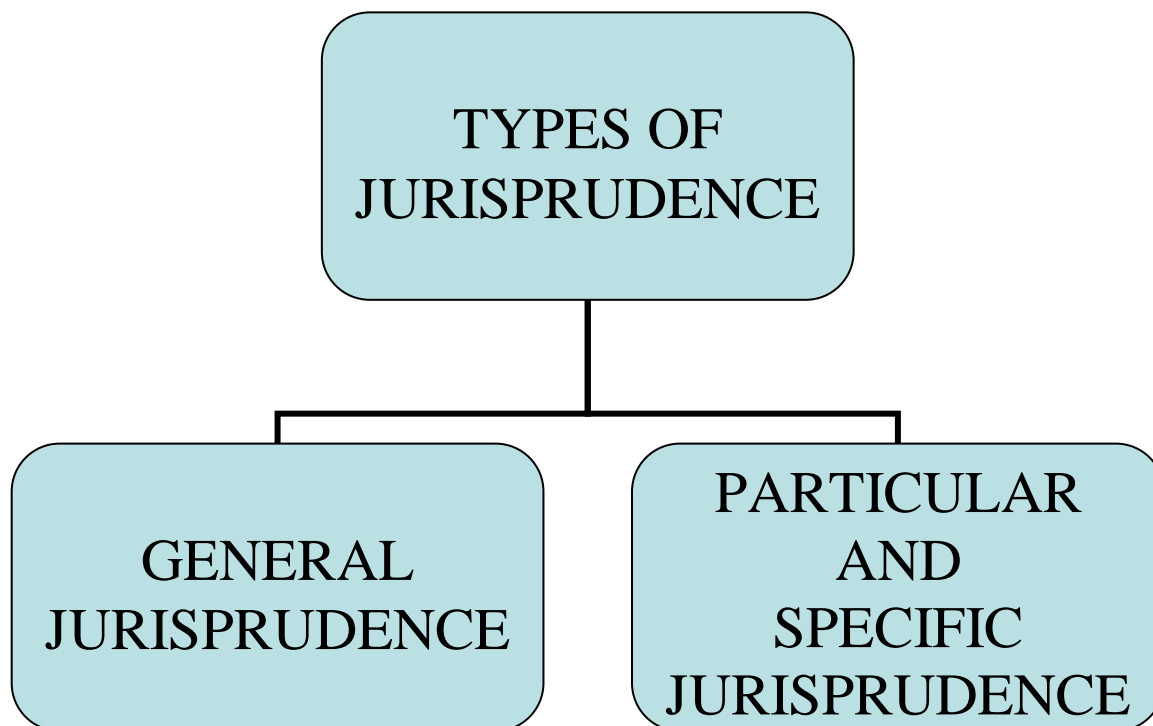 TYPES OF
JURISPRUDENCE
GENERAL
JURISPRUDENCE
PARTICULAR
AND
SPECIFIC
JURISPRUDENCE